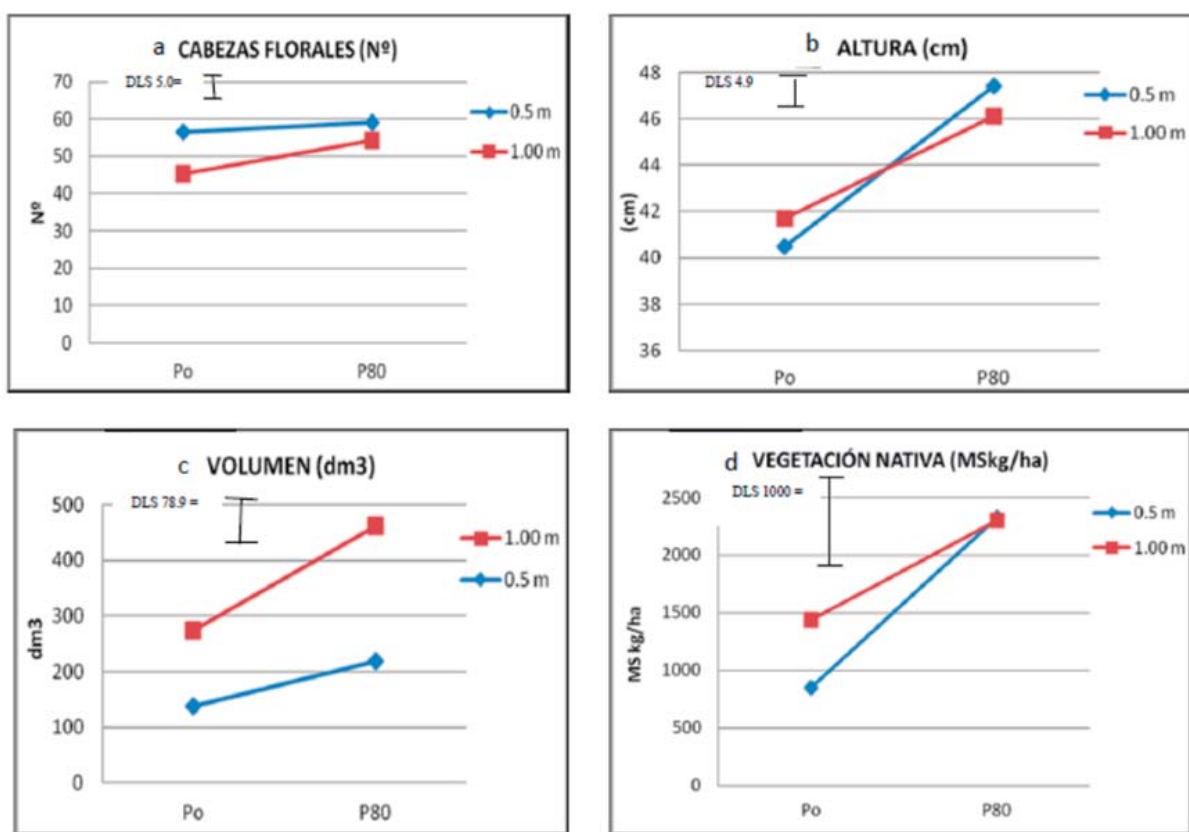 a CABEZAS FLORALES (Nº)
DLS 5.0=
70
60
50
40
30
20
10
0
Nº
Po P80
0.5 m
1.00 m
b ALTURA (cm)
DLS 4.9
48
46
44
42
40
38
36
(cm)
Po P80
0.5 m
1.00 m
c VOLUMEN (dm3)
DLS 78.9 =
500
400
300
200
100
0
dm3
Po P80
1.00 m
0.5 m
d VEGETACIÓN NATIVA (MSkg/ha)
DLS 1000 =
2500
2000
1500
1000
500
0
MS kg/ha
Po P80
0.5 m
1.00 m